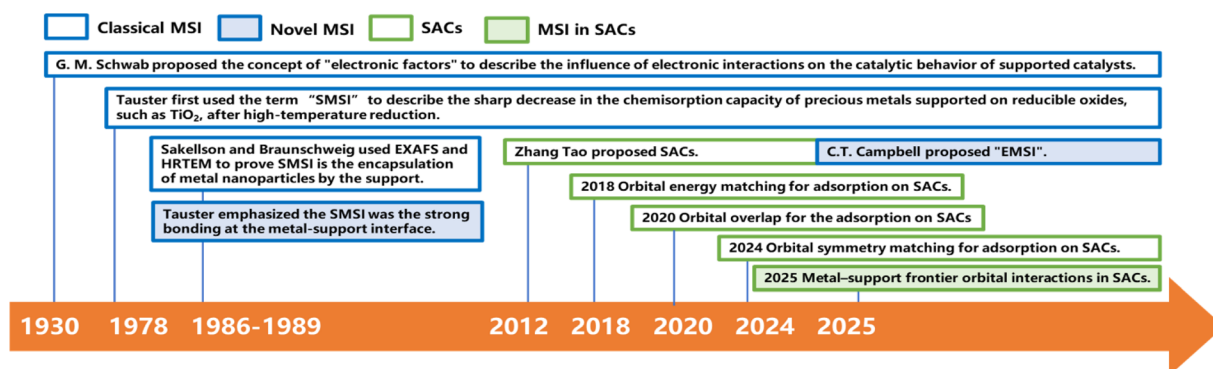 Classical MSI
Novel MSI
SACs
MSI in SACs
G. M. Schwab proposed the concept of "electronic factors" to describe the influence of electronic interactions on the catalytic behavior of supported catalysts.
Tauster first used the term “SMSI” to describe the sharp decrease in the chemisorption capacity of precious metals supported on reducible oxides,
such as TiO₂, after high-temperature reduction.
Sakellson and Braunschweig used EXAFS and
HRTEM to prove SMSI is the encapsulation
of metal nanoparticles by the support.
Zhang Tao proposed SACs.
C.T. Campbell proposed "EMSI".
2018 Orbital energy matching for adsorption on SACs.
Tauster emphasized the SMSI was the strong
bonding at the metal-support interface.
2020 Orbital overlap for the adsorption on SACs
2024 Orbital symmetry matching for adsorption on SACs.
2025 Metal–support frontier orbital interactions in SACs.
1930
1978
1986-1989
2012
2018
2020
2024
2025